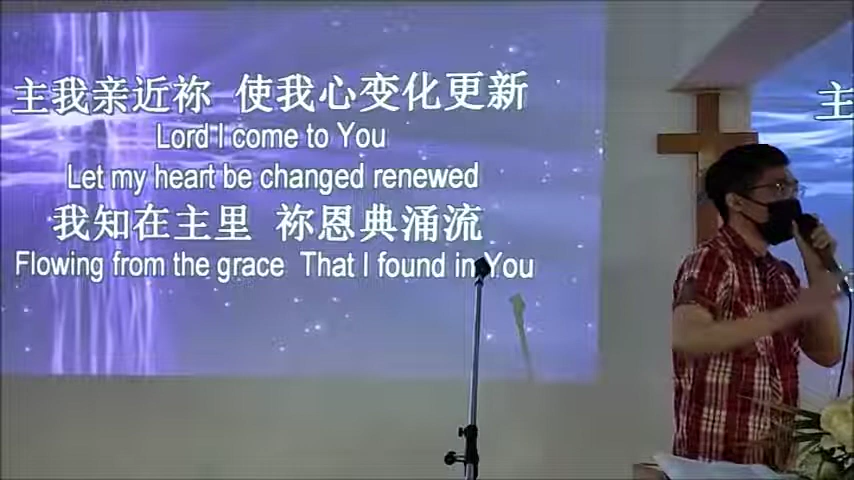 主我亲近祢 使我心变化更新
Lord I come to You
Let my heart be changed renewed
我知在主里 祢恩典涌流
Flowing from the grace That I found in You
主